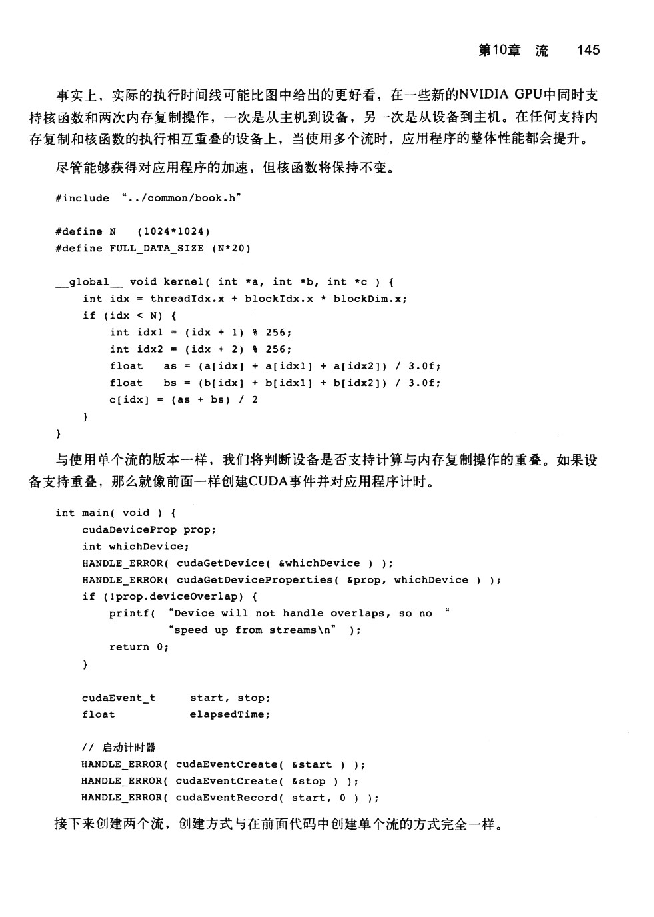 第10章 流 145
事实上，实际的执行时间线可能比图中给出的更好看，在一些新的NVIDIA GPU中同时支
持核函数和两次内存复制操作，一次是从主机到设备，另一次是从设备到主机。在任何支持内
存复制和核函数的执行相互重叠的设备上，当使用多个流时，应用程序的整体性能都会提升。
尽管能够获得对应用程序的加速，但核函数将保持不变。
#include “../common/book.h”
#define N (1024*1024)
#define FULL_DATA_SIZE (N*20)
__global__ void kernel( int *a, int *b, int *c ) {
    int idx = threadIdx.x + blockIdx.x * blockDim.x;
    if (idx < N) {
        int idx1 = (idx + 1) % 256;
        int idx2 = (idx + 2) % 256;
        float as = (a[idx] + a[idx1] + a[idx2]) / 3.0f;
        float bs = (b[idx] + b[idx1] + b[idx2]) / 3.0f;
        c[idx] = (as + bs) / 2
    }
}
与使用单个流的版本一样，我们将判断设备是否支持计算与内存复制操作的重叠。如果设
备支持重叠，那么就像前面一样创建CUDA事件并对应用程序计时。
int main( void ) {
    cudaDeviceProp prop;
    int whichDevice;
    HANDLE_ERROR( cudaGetDevice( &whichDevice ) );
    HANDLE_ERROR( cudaGetDeviceProperties( &prop, whichDevice ) );
    if (!prop.deviceOverlap) {
        printf( “Device will not handle overlaps, so no “
                “speed up from streams\n” );
        return 0;
    }
    cudaEvent_t start, stop;
    float elapsedTime;
    // 启动计时器
    HANDLE_ERROR( cudaEventCreate( &start ) );
    HANDLE_ERROR( cudaEventCreate( &stop ) );
    HANDLE_ERROR( cudaEventRecord( start, 0 ) );
接下来创建两个流，创建方式与在前面代码中创建单个流的方式完全一样。